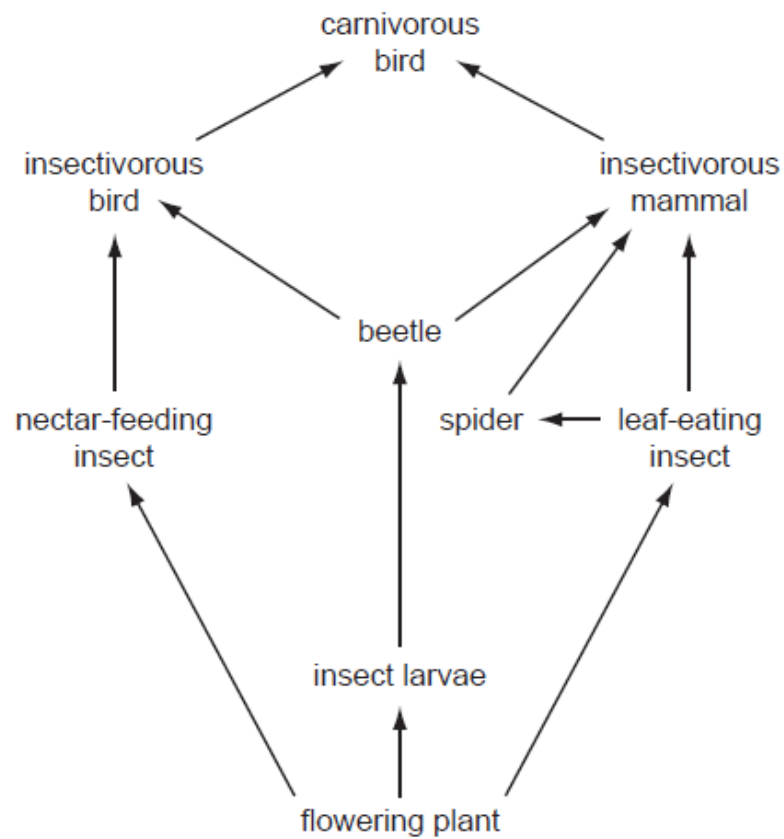 carnivorous
bird
insectivorous
bird
insectivorous
mammal
beetle
nectar-feeding
insect
spider
leaf-eating
insect
insect larvae
flowering plant